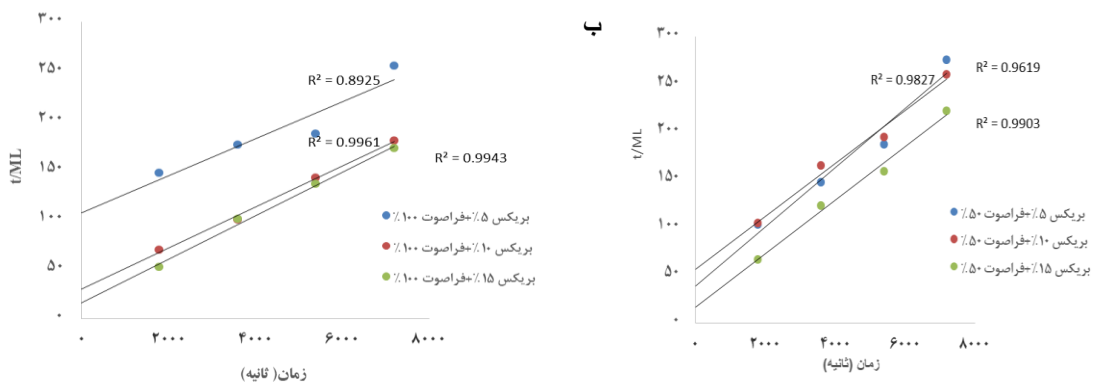 t/ML
۳۰۰
۲۵۰
۲۰۰
۱۵۰
۱۰۰
۵۰
۰
۰ ۲۰۰۰ ۴۰۰۰ ۶۰۰۰ ۸۰۰۰
زمان( ثانیه)
R² = 0.8925
R² = 0.9961
R² = 0.9943
بریکس ۵٪+فراصوت ۱۰۰٪
بریکس ۱۰٪+فراصوت ۱۰۰٪
بریکس ۱۵٪+فراصوت ۱۰۰٪
ب
t/ML
۳۰۰
۲۵۰
۲۰۰
۱۵۰
۱۰۰
۵۰
۰
۰ ۲۰۰۰ ۴۰۰۰ ۶۰۰۰ ۸۰۰۰
زمان (ثانیه)
R² = 0.9619
R² = 0.9827
R² = 0.9903
بریکس ۵٪+فراصوت ۵۰٪
بریکس ۱۰٪+فراصوت ۵۰٪
بریکس ۱۵٪+فراصوت ۵۰٪